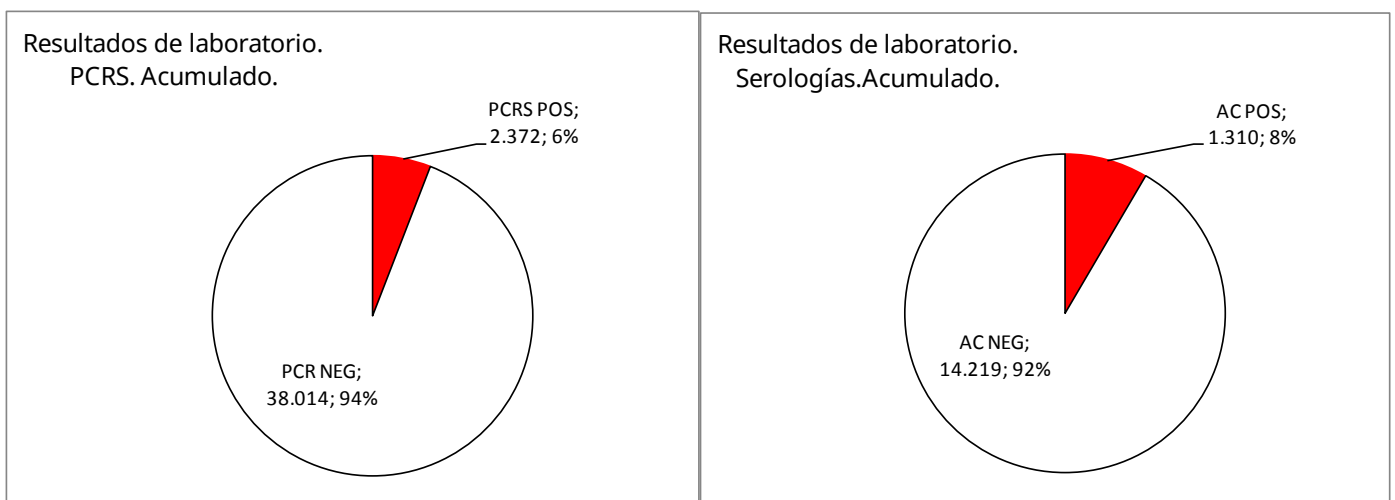 Resultados de laboratorio.
PCRS. Acumulado.
PCRS POS;
2.372; 6%
PCR NEG;
38.014; 94%
Resultados de laboratorio.
Serologías.Acumulado.
AC POS;
1.310; 8%
AC NEG;
14.219; 92%